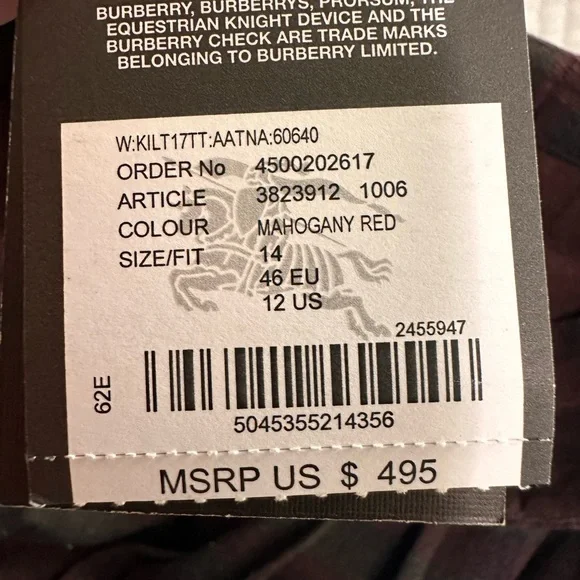 BURBERRY, BURBERRYS, PRORSUM, THE
EQUESTRIAN KNIGHT DEVICE AND THE
BURBERRY CHECK ARE TRADE MARKS
BELONGING TO BURBERRY LIMITED.
W:KILT17TT:AATNA:60640
ORDER No 4500202617
ARTICLE 3823912 1006
COLOUR MAHOGANY RED
SIZE/FIT 14
46 EU
12 US
2455947
62E
5045355214356
MSRP US $ 495